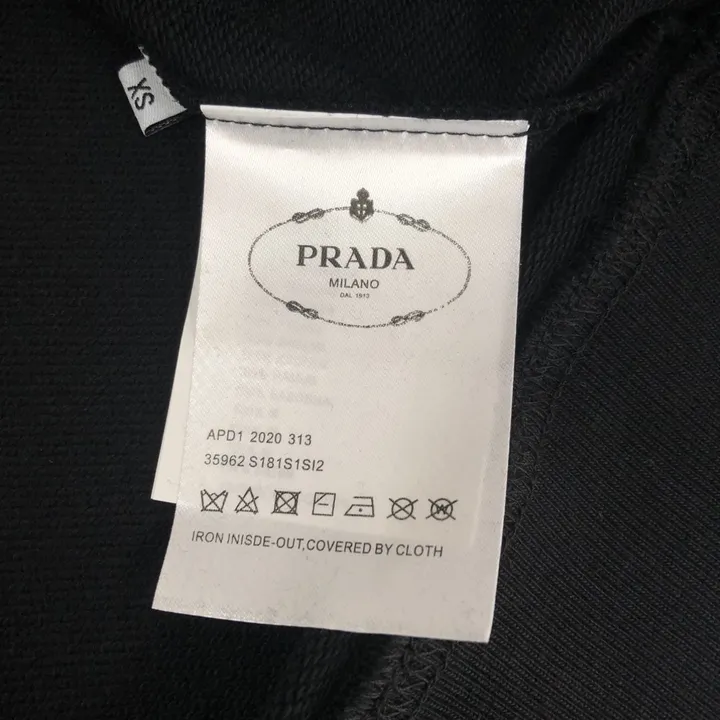 XS
PRADA
MILANO
DAL 1913
APD1 2020 313
35962 S181S1SI2
IRON INISDE-OUT,COVERED BY CLOTH